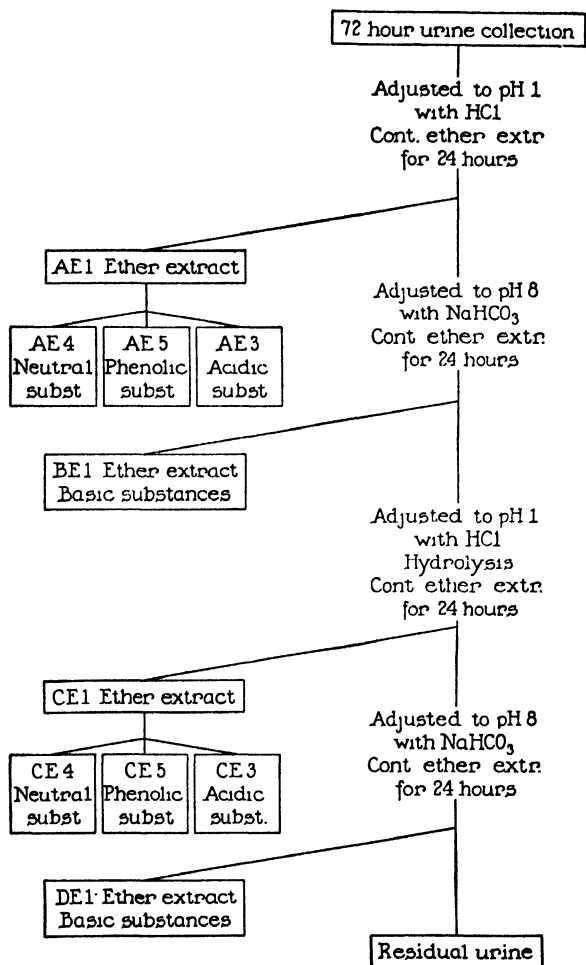 72 hour urine collection
Adjusted to pH 1
with HCl
Cont. ether extr
for 24 hours
AE1 Ether extract
AE4
Neutral
subst
AE5
Phenolic
subst
AE3
Acidic
subst
Adjusted to pH 8
with NaHCO₃
Cont ether extr.
for 24 hours
BE1 Ether extract
Basic substances
Adjusted to pH 1
with HCl
Hydrolysis
Cont ether extr.
for 24 hours
CE1 Ether extract
CE4
Neutral
subst
CE5
Phenolic
subst
CE3
Acidic
subst.
Adjusted to pH 8
with NaHCO₃
Cont ether extr.
for 24 hours
DE1· Ether extract
Basic substances
Residual urine